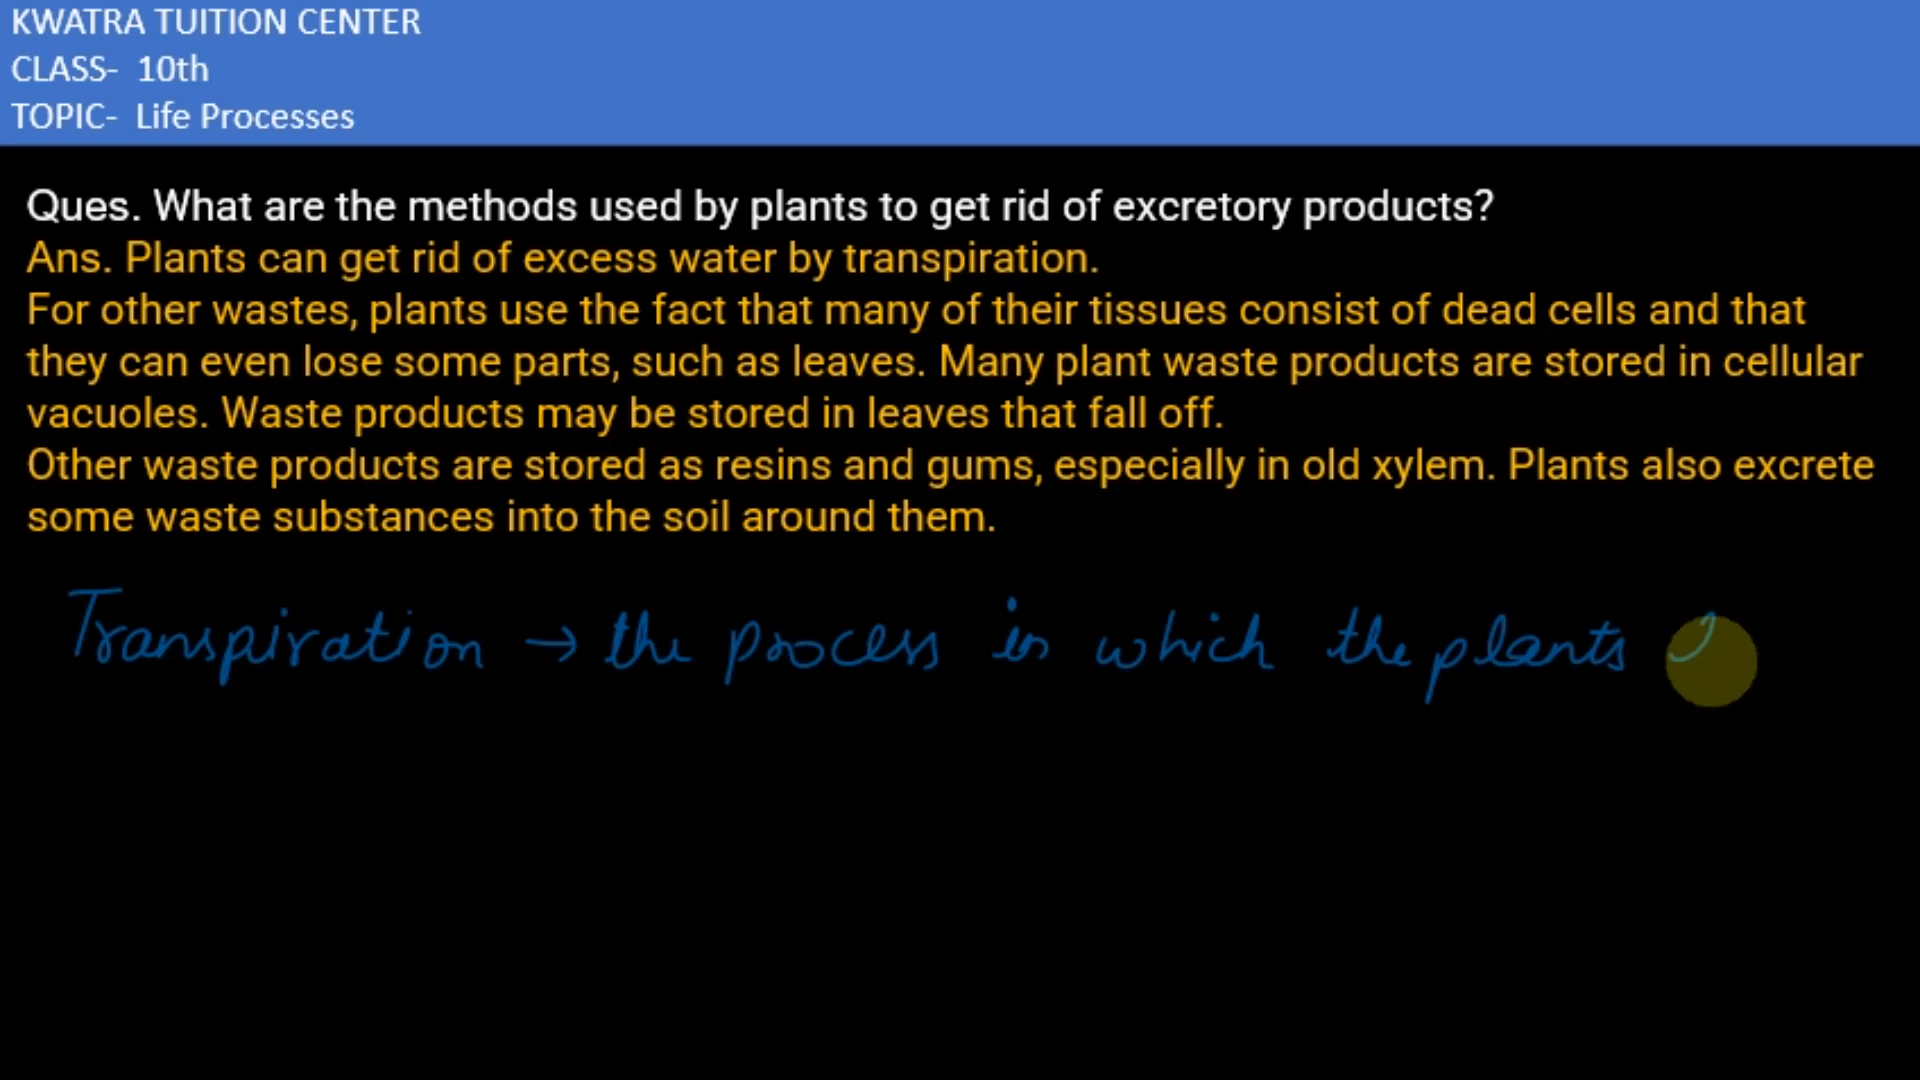 KWATRA TUITION CENTER
CLASS- 10th
TOPIC- Life Processes
Ques. What are the methods used by plants to get rid of excretory products?
Ans. Plants can get rid of excess water by transpiration.
For other wastes, plants use the fact that many of their tissues consist of dead cells and that
they can even lose some parts, such as leaves. Many plant waste products are stored in cellular
vacuoles. Waste products may be stored in leaves that fall off.
Other waste products are stored as resins and gums, especially in old xylem. Plants also excrete
some waste substances into the soil around them.
Transpiration → the process in which the plants